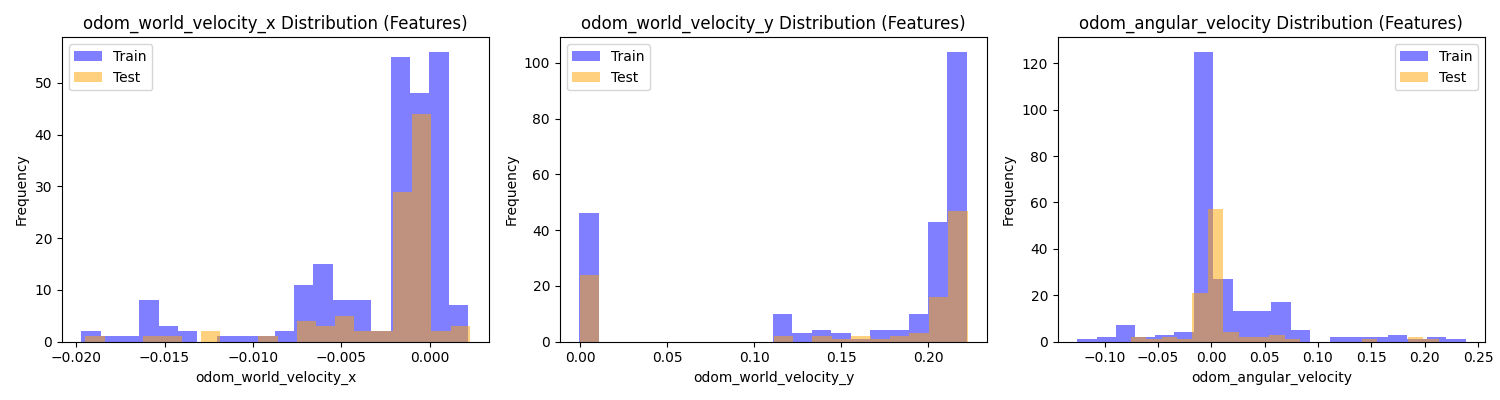 odom_world_velocity_x Distribution (Features)
Train
Test
50
40
30
20
10
0
Frequency
−0.020
−0.015
−0.010
−0.005
0.000
odom_world_velocity_x
odom_world_velocity_y Distribution (Features)
Train
Test
100
80
60
40
20
0
Frequency
0.00
0.05
0.10
0.15
0.20
odom_world_velocity_y
odom_angular_velocity Distribution (Features)
Train
Test
120
100
80
60
40
20
0
Frequency
−0.10
−0.05
0.00
0.05
0.10
0.15
0.20
0.25
odom_angular_velocity